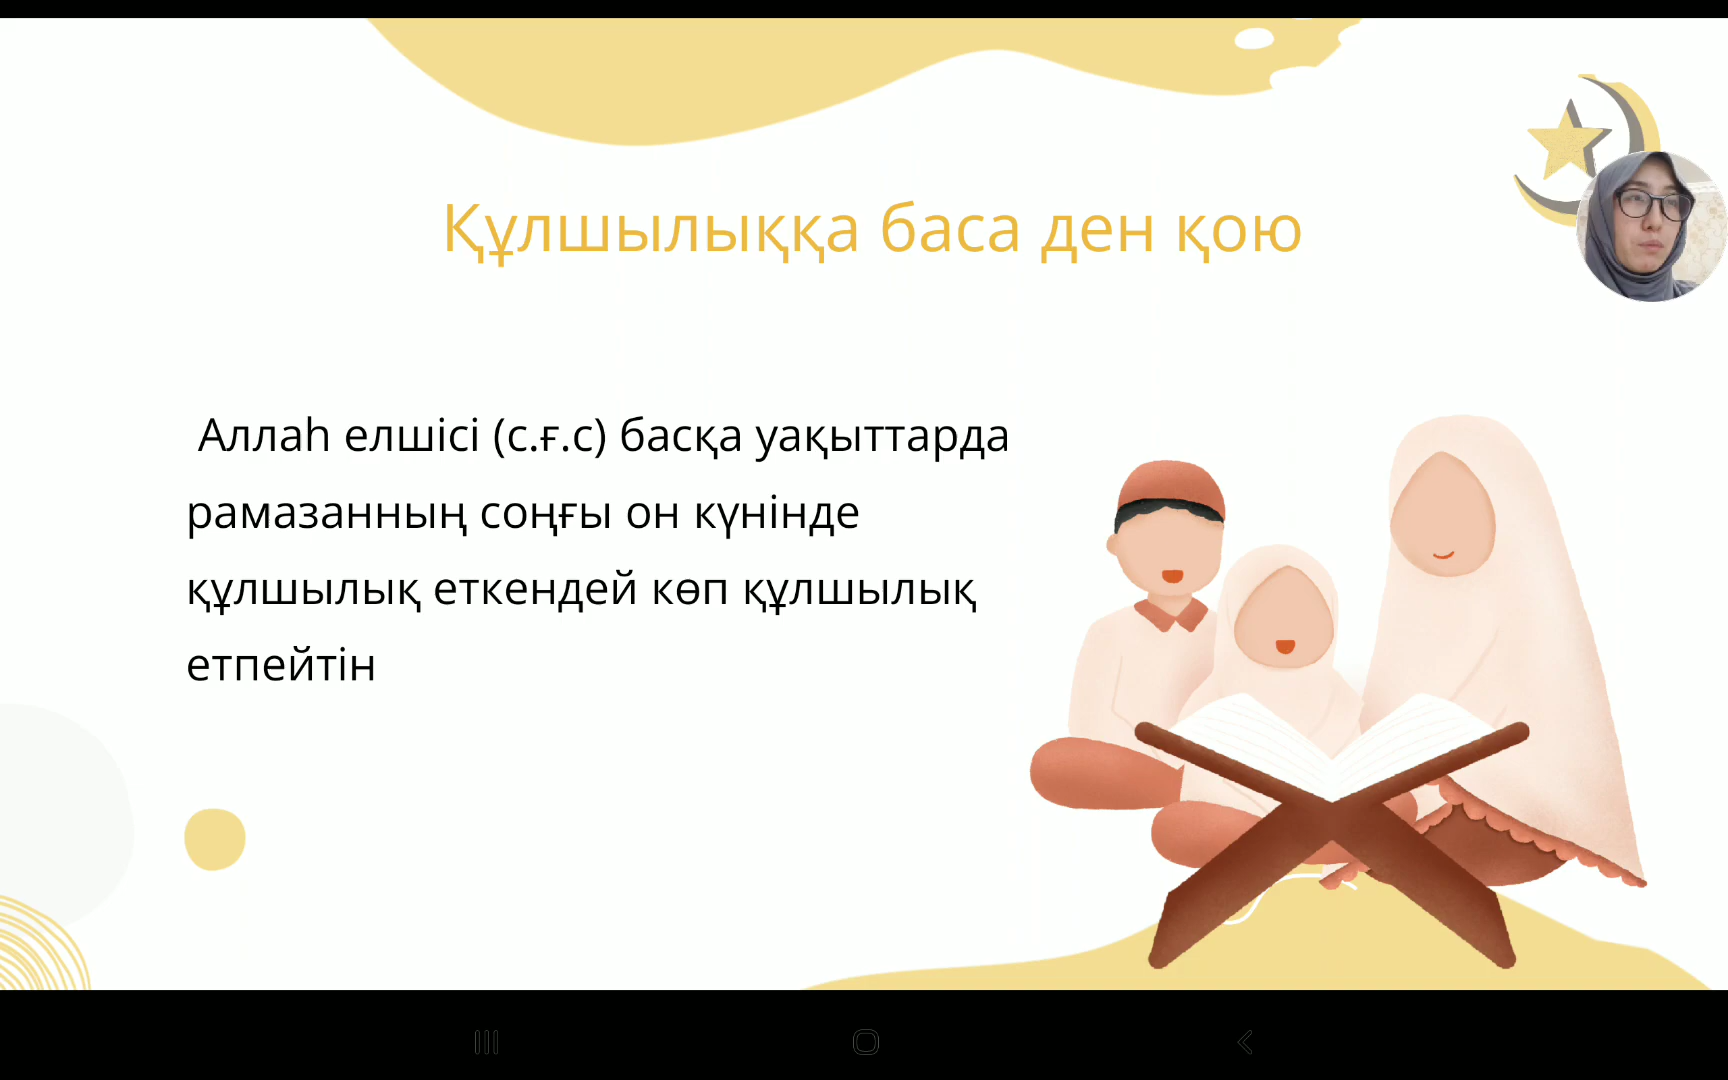 Құлшылыққа баса ден қою
Аллаһ елшісі (с.ғ.с) басқа уақыттарда
рамазанның соңғы он күнінде
құлшылық еткендей көп құлшылық
етпейтін